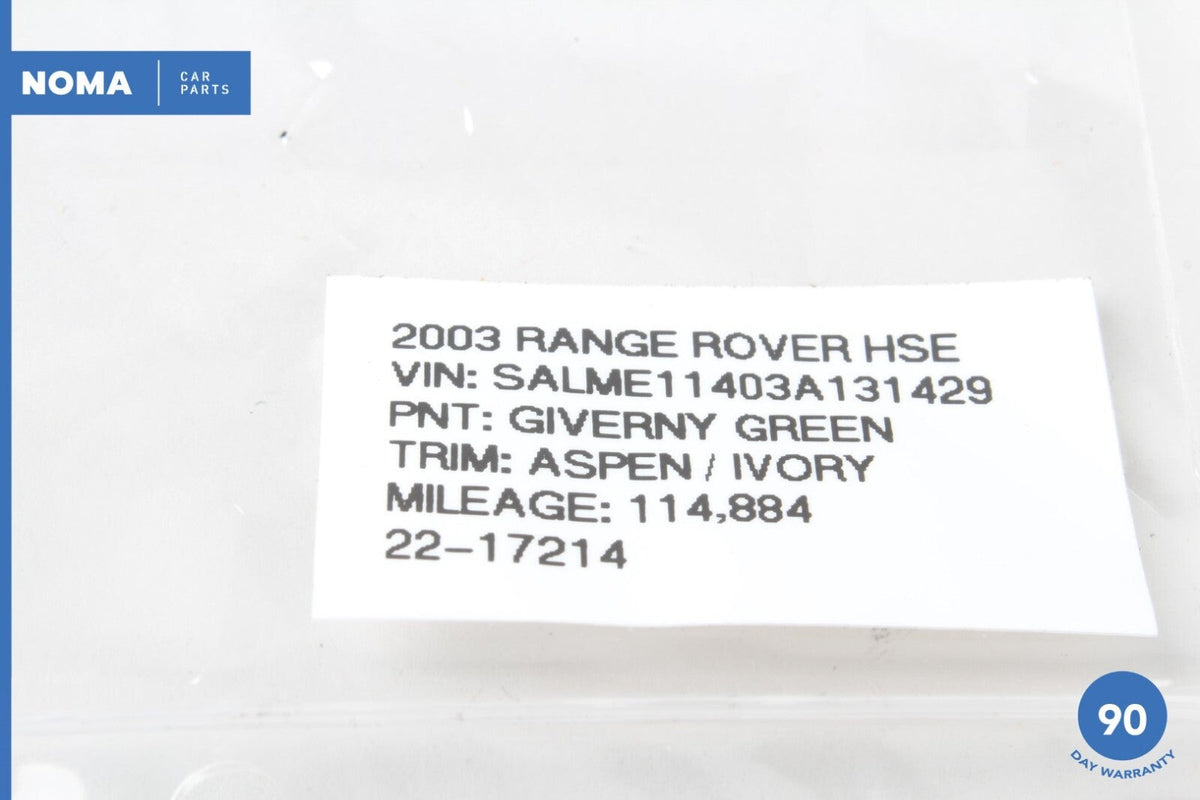 NOMA
CAR
PARTS
2003 RANGE ROVER HSE
VIN: SALME11403A131429
PNT: GIVERNY GREEN
TRIM: ASPEN / IVORY
MILEAGE: 114,884
22-17214
90
DAY WARRANTY